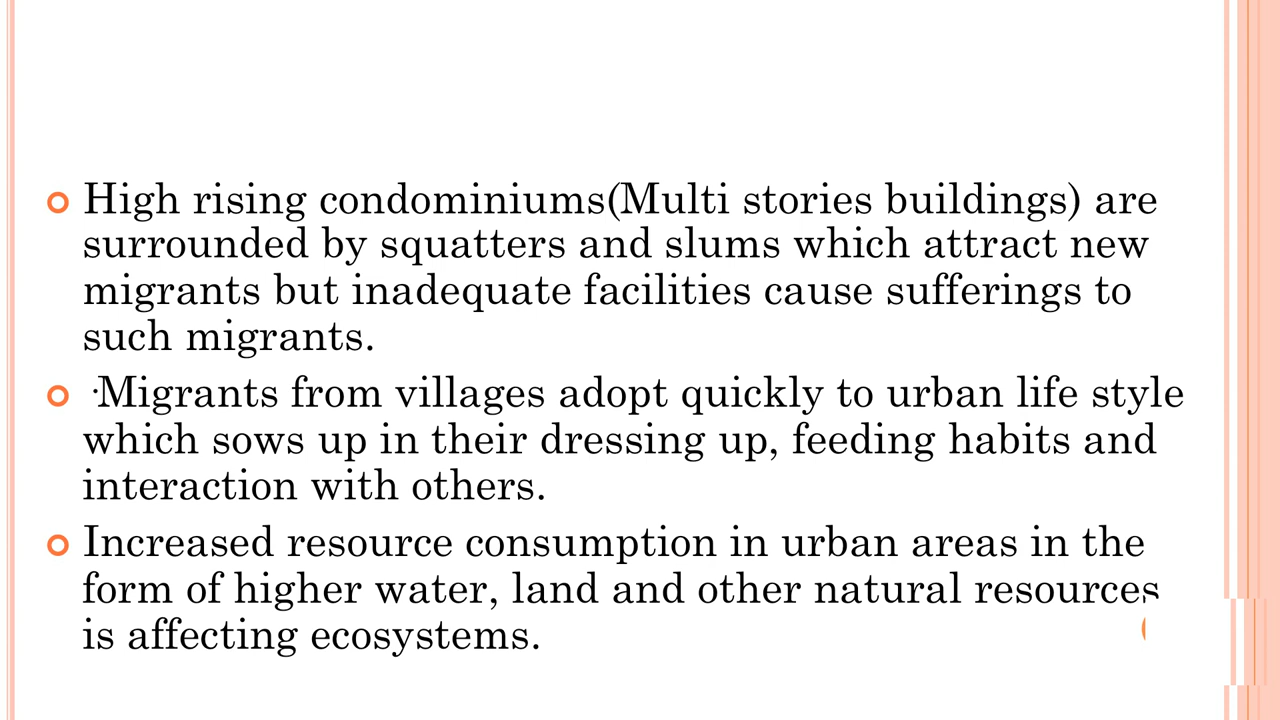 High rising condominiums(Multi stories buildings) are
surrounded by squatters and slums which attract new
migrants but inadequate facilities cause sufferings to
such migrants.
·Migrants from villages adopt quickly to urban life style
which sows up in their dressing up, feeding habits and
interaction with others.
Increased resource consumption in urban areas in the
form of higher water, land and other natural resources
is affecting ecosystems.